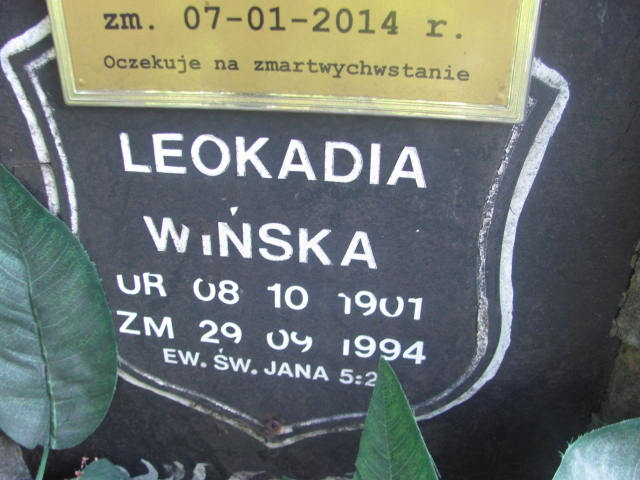 zm. 07-01-2014 r.
Oczekuje na zmartwychwstanie
LEOKADIA
WIŃSKA
UR 08 10 1901
ZM 29 09 1994
EW. ŚW. JANA